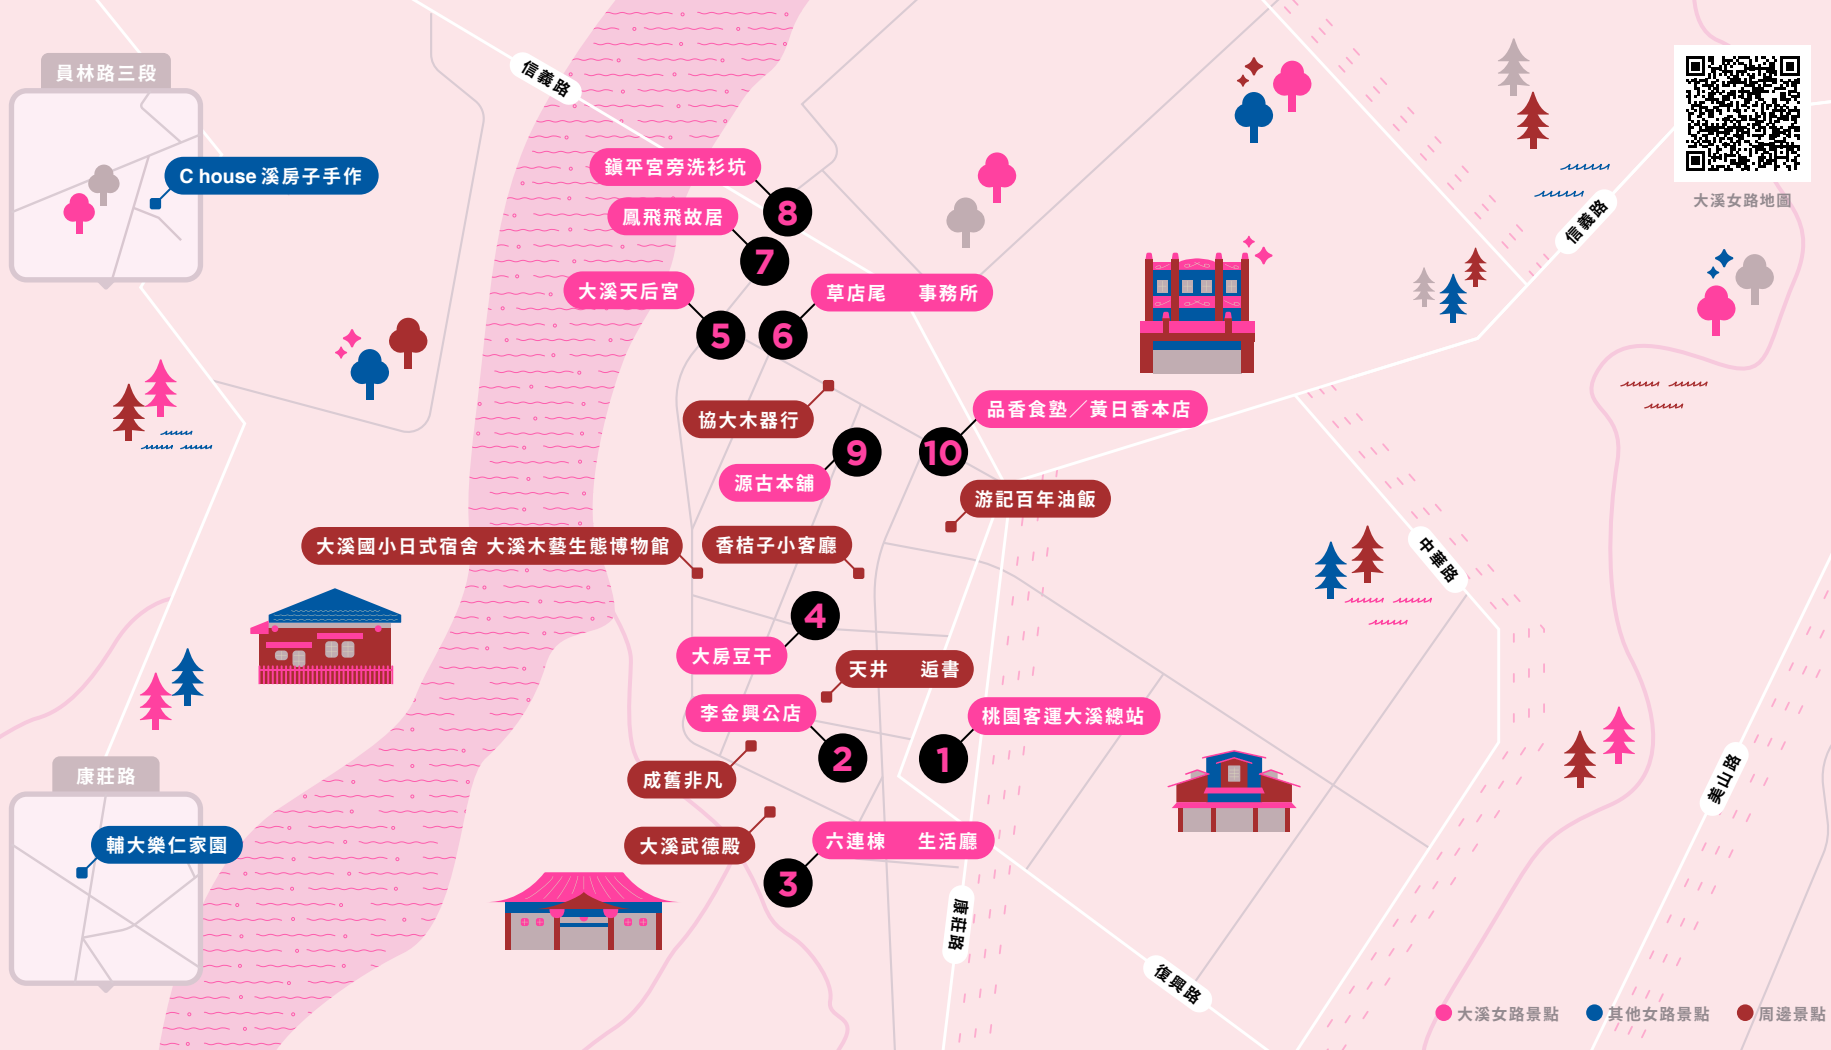 員林路三段
C house 溪房子手作
信義路
鎮平宮旁洗衫坑
8
鳳飛飛故居
7
大溪天后宮
5
草店尾 事務所
6
大溪女路地圖
信義路
協大木器行
品香食塾／黃日香本店
9
10
源古本舖
游記百年油飯
大溪國小日式宿舍 大溪木藝生態博物館
香桔子小客廳
中華路
4
大房豆干
天井 逅書
李金興公店
桃園客運大溪總站
2
1
成舊非凡
康莊路
美山路
輔大樂仁家園
大溪武德殿
六連棟 生活廳
3
康莊路
復興路
大溪女路景點
其他女路景點
周邊景點